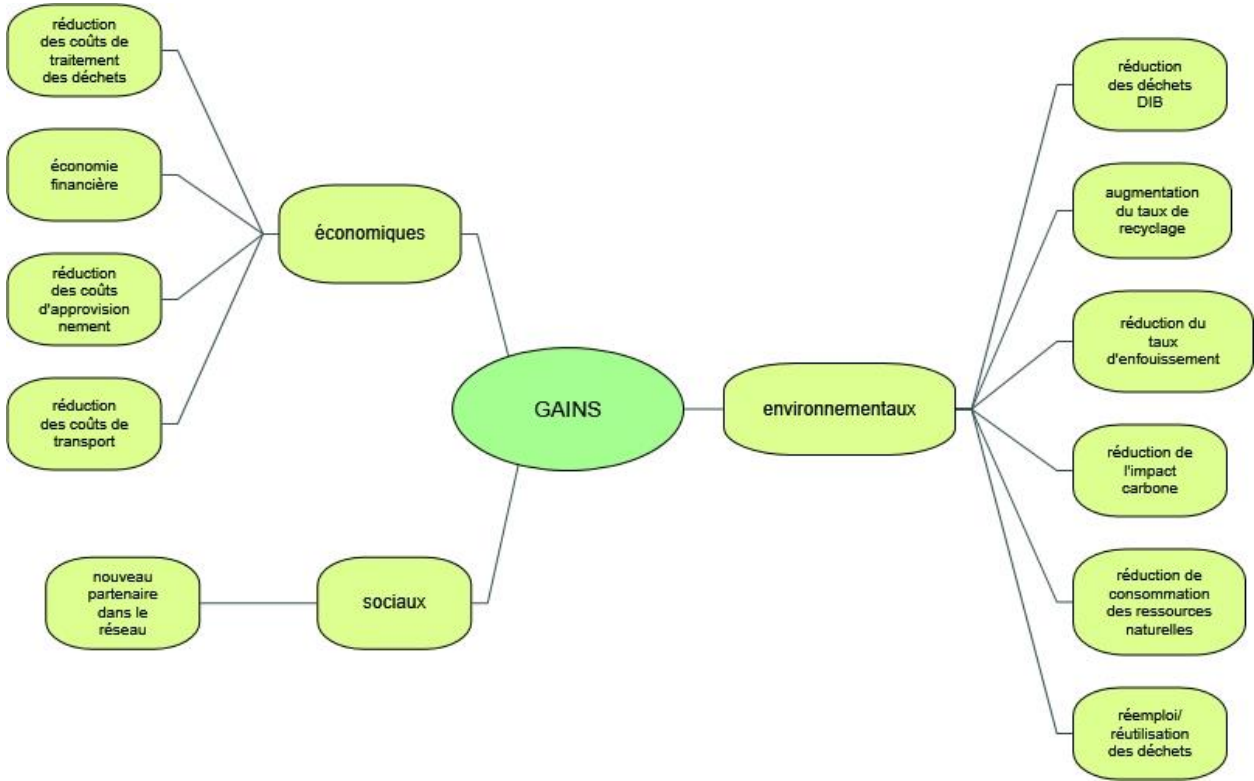 réduction
des coûts de
traitement
des déchets
économie
financière
réduction
des coûts
d'approvision
nement
réduction
des coûts de
transport
économiques
nouveau
partenaire
dans le
réseau
sociaux
GAINS
environnementaux
réduction
des déchets
DIB
augmentation
du taux de
recyclage
réduction du
taux
d'enfouissement
réduction de
l'impact
carbone
réduction de
consommation
des ressources
naturelles
réemploi/
réutilisation
des déchets